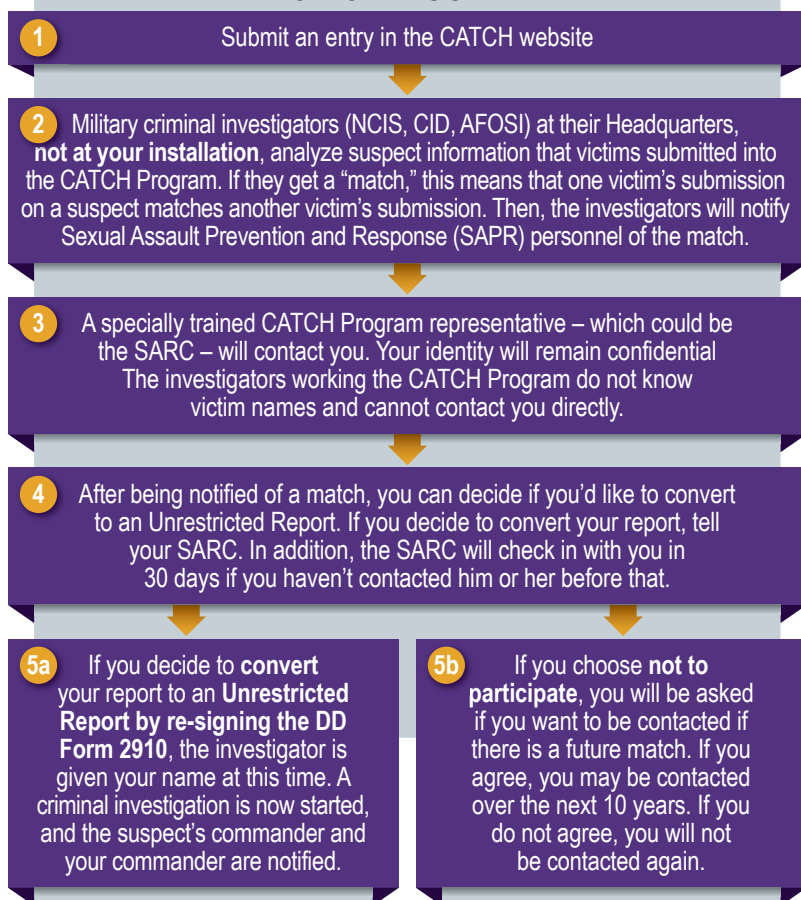 1 Submit an entry in the CATCH website
2 Military criminal investigators (NCIS, CID, AFOSI) at their Headquarters,
not at your installation, analyze suspect information that victims submitted into
the CATCH Program. If they get a “match,” this means that one victim’s submission
on a suspect matches another victim’s submission. Then, the investigators will notify
Sexual Assault Prevention and Response (SAPR) personnel of the match.
3 A specially trained CATCH Program representative – which could be
the SARC – will contact you. Your identity will remain confidential
The investigators working the CATCH Program do not know
victim names and cannot contact you directly.
4 After being notified of a match, you can decide if you’d like to convert
to an Unrestricted Report. If you decide to convert your report, tell
your SARC. In addition, the SARC will check in with you in
30 days if you haven’t contacted him or her before that.
5a If you decide to convert
your report to an Unrestricted
Report by re-signing the DD
Form 2910, the investigator is
given your name at this time. A
criminal investigation is now started,
and the suspect’s commander and
your commander are notified.
5b If you choose not to
participate, you will be asked
if you want to be contacted if
there is a future match. If you
agree, you may be contacted
over the next 10 years. If you
do not agree, you will not
be contacted again.